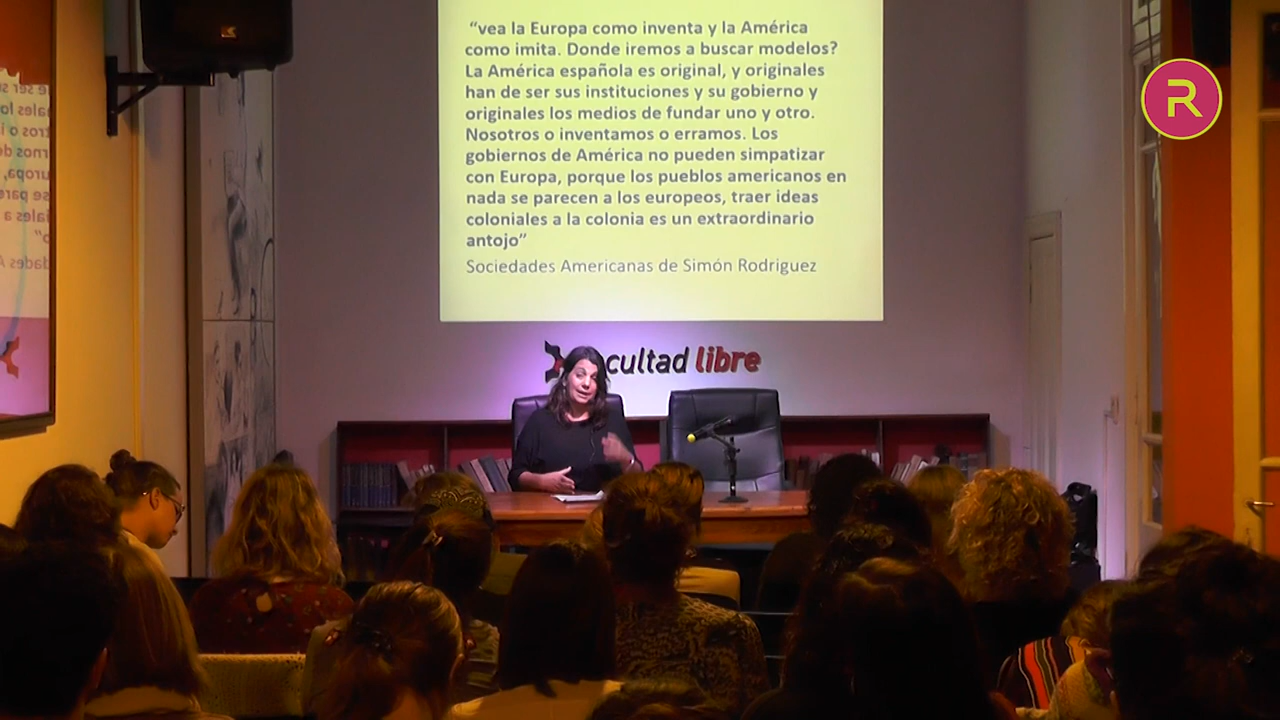 “vea la Europa como inventa y la América
como imita. Donde iremos a buscar modelos?
La América española es original, y originales
han de ser sus instituciones y su gobierno y
originales los medios de fundar uno y otro.
Nosotros o inventamos o erramos. Los
gobiernos de América no pueden simpatizar
con Europa, porque los pueblos americanos en
nada se parecen a los europeos, traer ideas
coloniales a la colonia es un extraordinario
antojo”
Sociedades Americanas de Simón Rodriguez
R
cultad libre